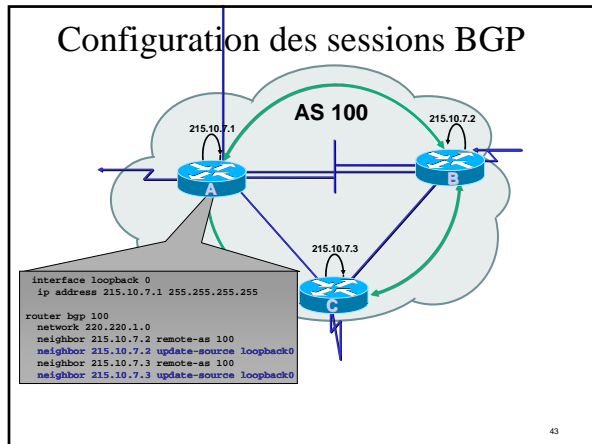 Configuration des sessions BGP
AS 100
215.10.7.1
215.10.7.2
A
B
215.10.7.3
C
interface loopback 0
ip address 215.10.7.1 255.255.255.255
router bgp 100
network 220.220.1.0
neighbor 215.10.7.2 remote-as 100
neighbor 215.10.7.2 update-source loopback0
neighbor 215.10.7.3 remote-as 100
neighbor 215.10.7.3 update-source loopback0
43